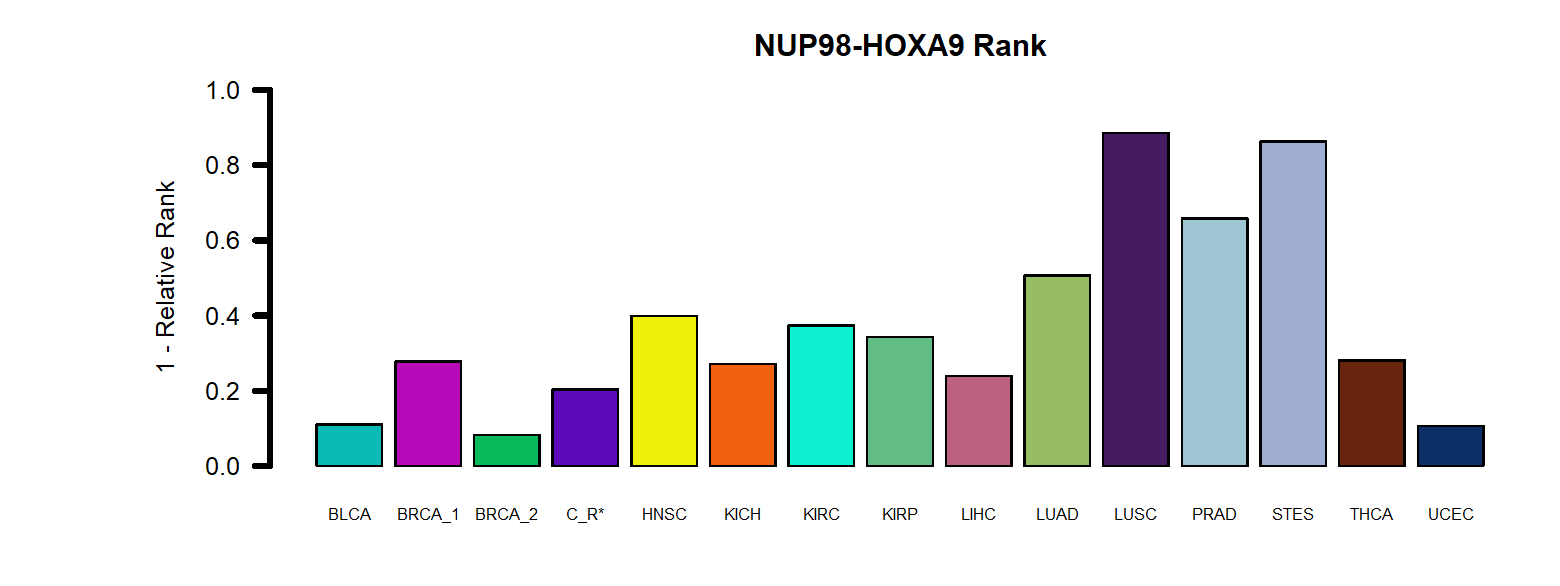 NUP98-HOXA9 Rank
1.0
0.8
0.6
0.4
0.2
0.0
1 - Relative Rank
BLCA BRCA_1 BRCA_2 C_R* HNSC KICH KIRC KIRP LIHC LUAD LUSC PRAD STES THCA UCEC